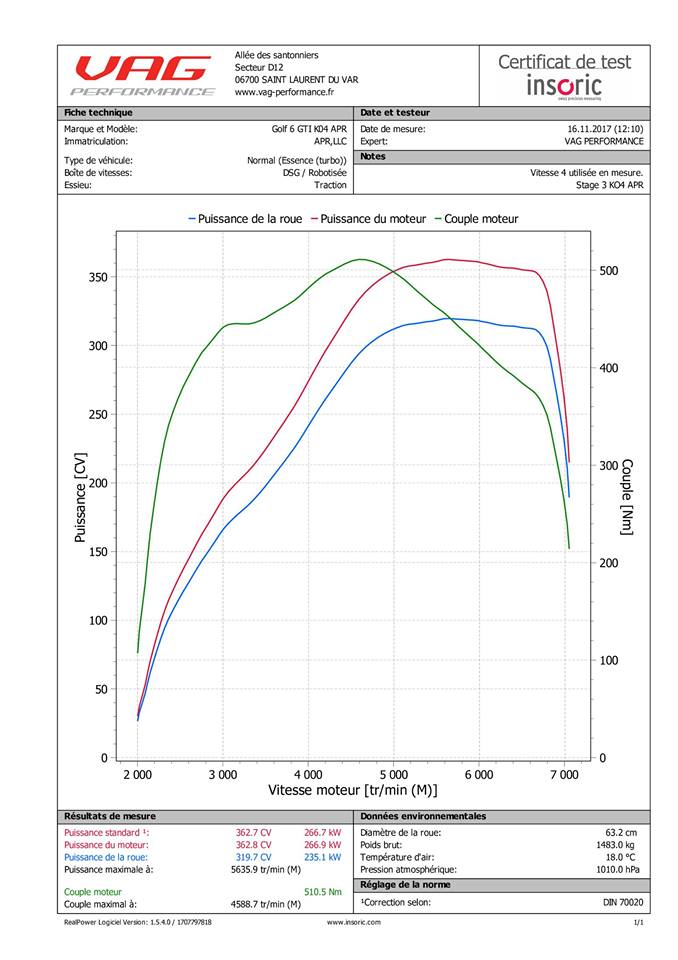 VAG
PERFORMANCE
Allée des santonniers
Secteur D12
06700 SAINT LAURENT DU VAR
www.vag-performance.fr
Certificat de test
insoric
swiss precision measuring
Fiche technique
Marque et Modèle: Golf 6 GTI K04 APR
Immatriculation: APR,LLC
Type de véhicule: Normal (Essence (turbo))
Boîte de vitesses: DSG / Robotisée
Essieu: Traction
Date et testeur
Date de mesure: 16.11.2017 (12:10)
Expert: VAG PERFORMANCE
Notes
Vitesse 4 utilisée en mesure.
Stage 3 KO4 APR
Puissance de la roue Puissance du moteur Couple moteur
Puissance [CV]
350
300
250
200
150
100
50
0
500
400
300
200
100
0
Couple [Nm]
2 000 3 000 4 000 5 000 6 000 7 000
Vitesse moteur [tr/min (M)]
Résultats de mesure
Puissance standard ¹: 362.7 CV 266.7 kW
Puissance du moteur: 362.8 CV 266.9 kW
Puissance de la roue: 319.7 CV 235.1 kW
Puissance maximale à: 5635.9 tr/min (M)
Couple moteur 510.5 Nm
Couple maximal à: 4588.7 tr/min (M)
Données environnementales
Diamètre de la roue: 63.2 cm
Poids brut: 1483.0 kg
Température d'air: 18.0 °C
Pression atmosphérique: 1010.0 hPa
Réglage de la norme
¹Correction selon: DIN 70020
RealPower Logiciel Version: 1.5.4.0 / 1707797818 www.insoric.com 1/1